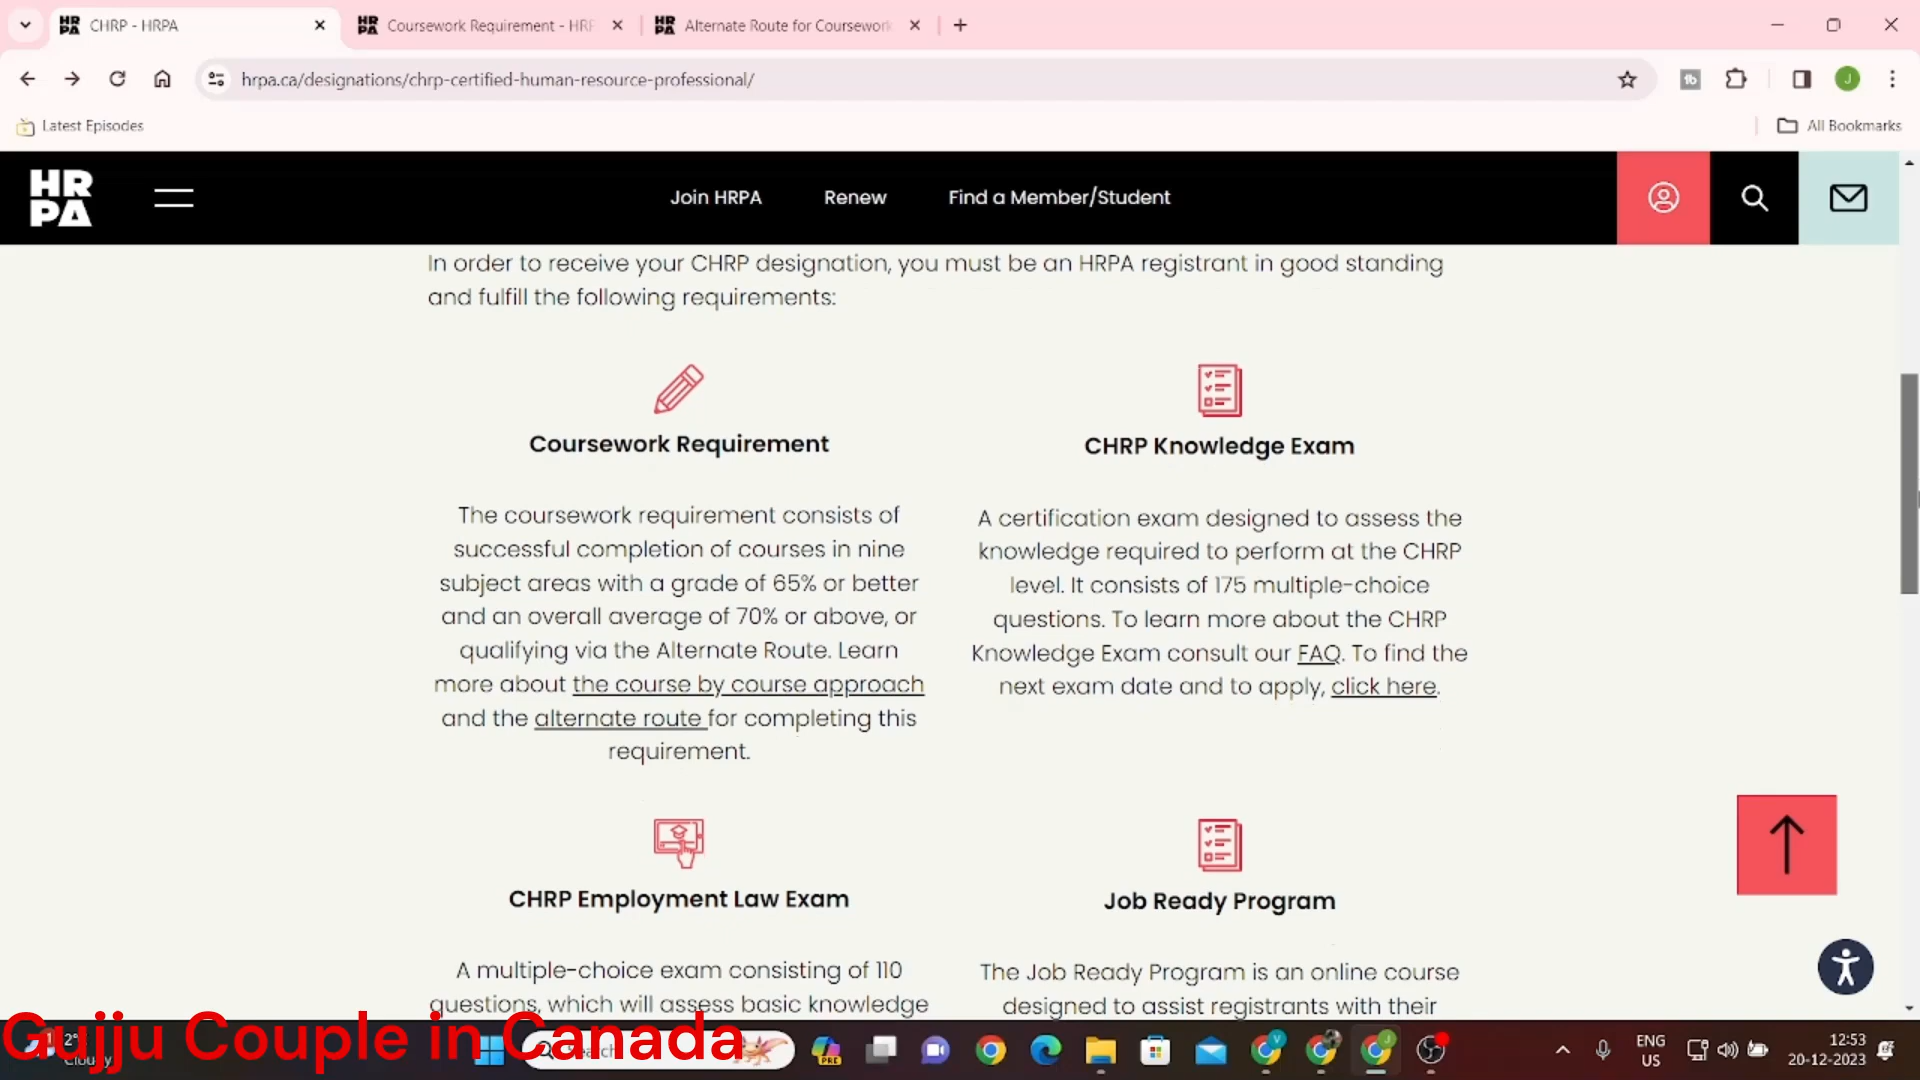 CHRP - HRPA
Coursework Requirement - HRP
Alternate Route for Coursework
hrpa.ca/designations/chrp-certified-human-resource-professional/
J
Latest Episodes
All Bookmarks
HR
PA
Join HRPA
Renew
Find a Member/Student
In order to receive your CHRP designation, you must be an HRPA registrant in good standing
and fulfill the following requirements:
Coursework Requirement
The coursework requirement consists of
successful completion of courses in nine
subject areas with a grade of 65% or better
and an overall average of 70% or above, or
qualifying via the Alternate Route. Learn
more about the course by course approach
and the alternate route for completing this
requirement.
CHRP Knowledge Exam
A certification exam designed to assess the
knowledge required to perform at the CHRP
level. It consists of 175 multiple-choice
questions. To learn more about the CHRP
Knowledge Exam consult our FAQ. To find the
next exam date and to apply, click here.
CHRP Employment Law Exam
A multiple-choice exam consisting of 110
questions, which will assess basic knowledge
Job Ready Program
The Job Ready Program is an online course
designed to assist registrants with their
Gujju Couple in Canada
2°
Cloudy
Search
PRE
ENG
US
12:53
20-12-2023